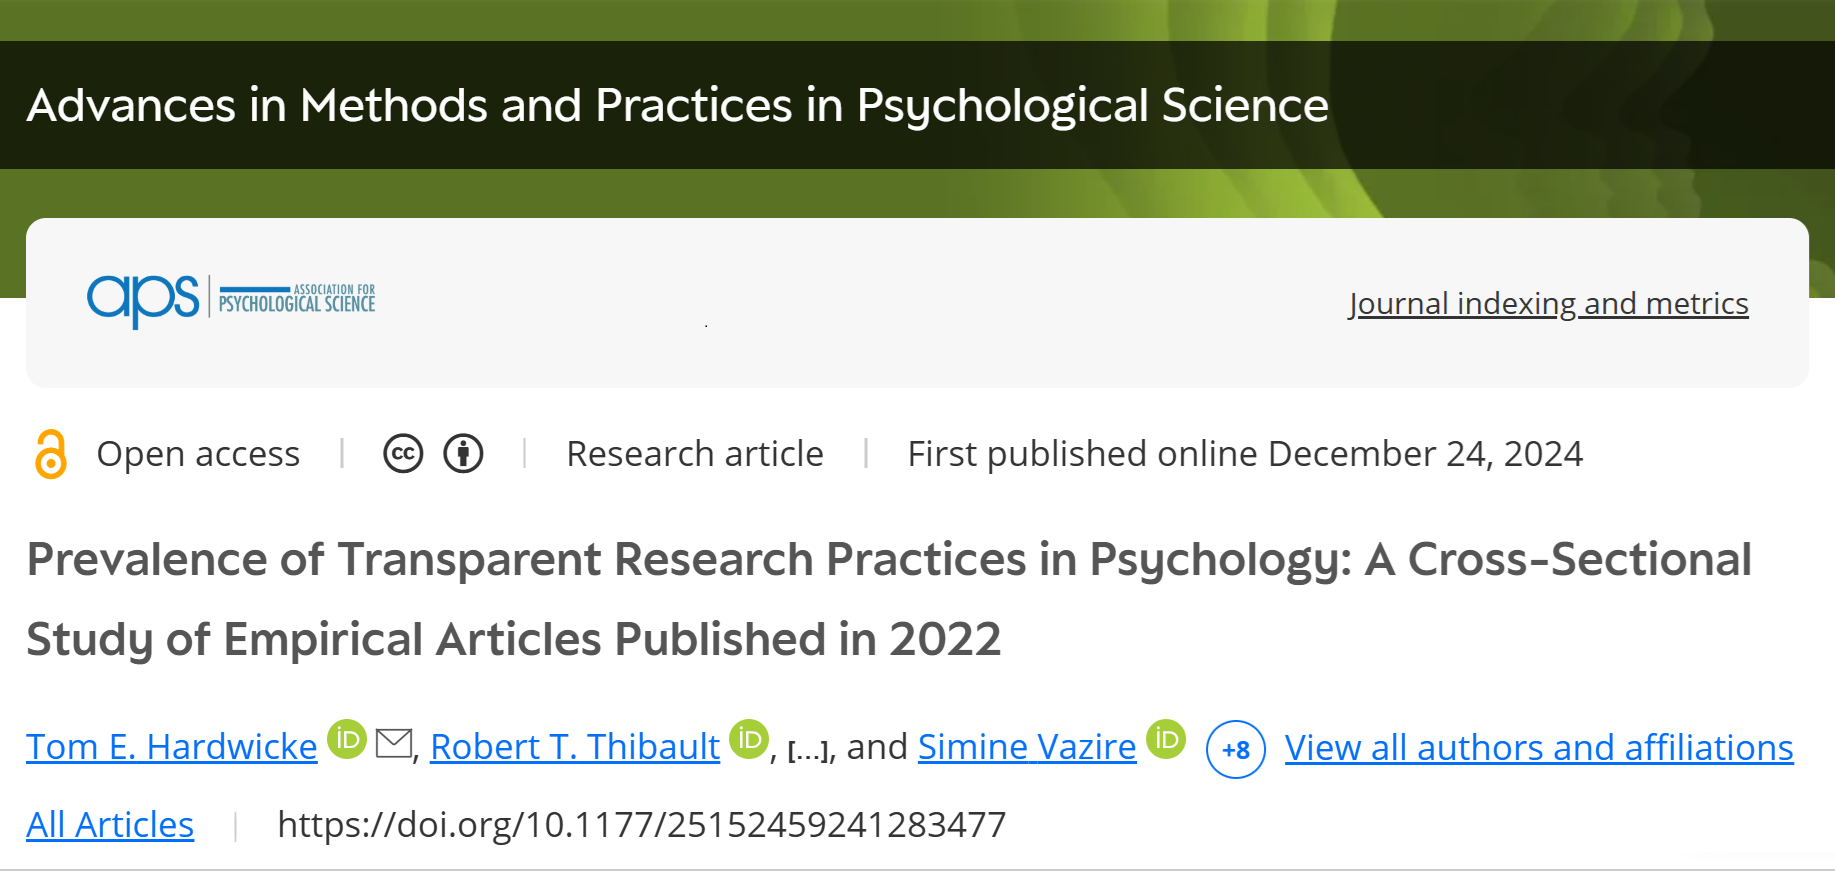 Advances in Methods and Practices in Psychological Science
aps ASSOCIATION FOR
PSYCHOLOGICAL SCIENCE
Journal indexing and metrics
Open access | cc | Research article | First published online December 24, 2024
Prevalence of Transparent Research Practices in Psychology: A Cross-Sectional
Study of Empirical Articles Published in 2022
Tom E. Hardwicke iD, Robert T. Thibault iD, [...], and Simine Vazire iD +8 View all authors and affiliations
All Articles | https://doi.org/10.1177/25152459241283477